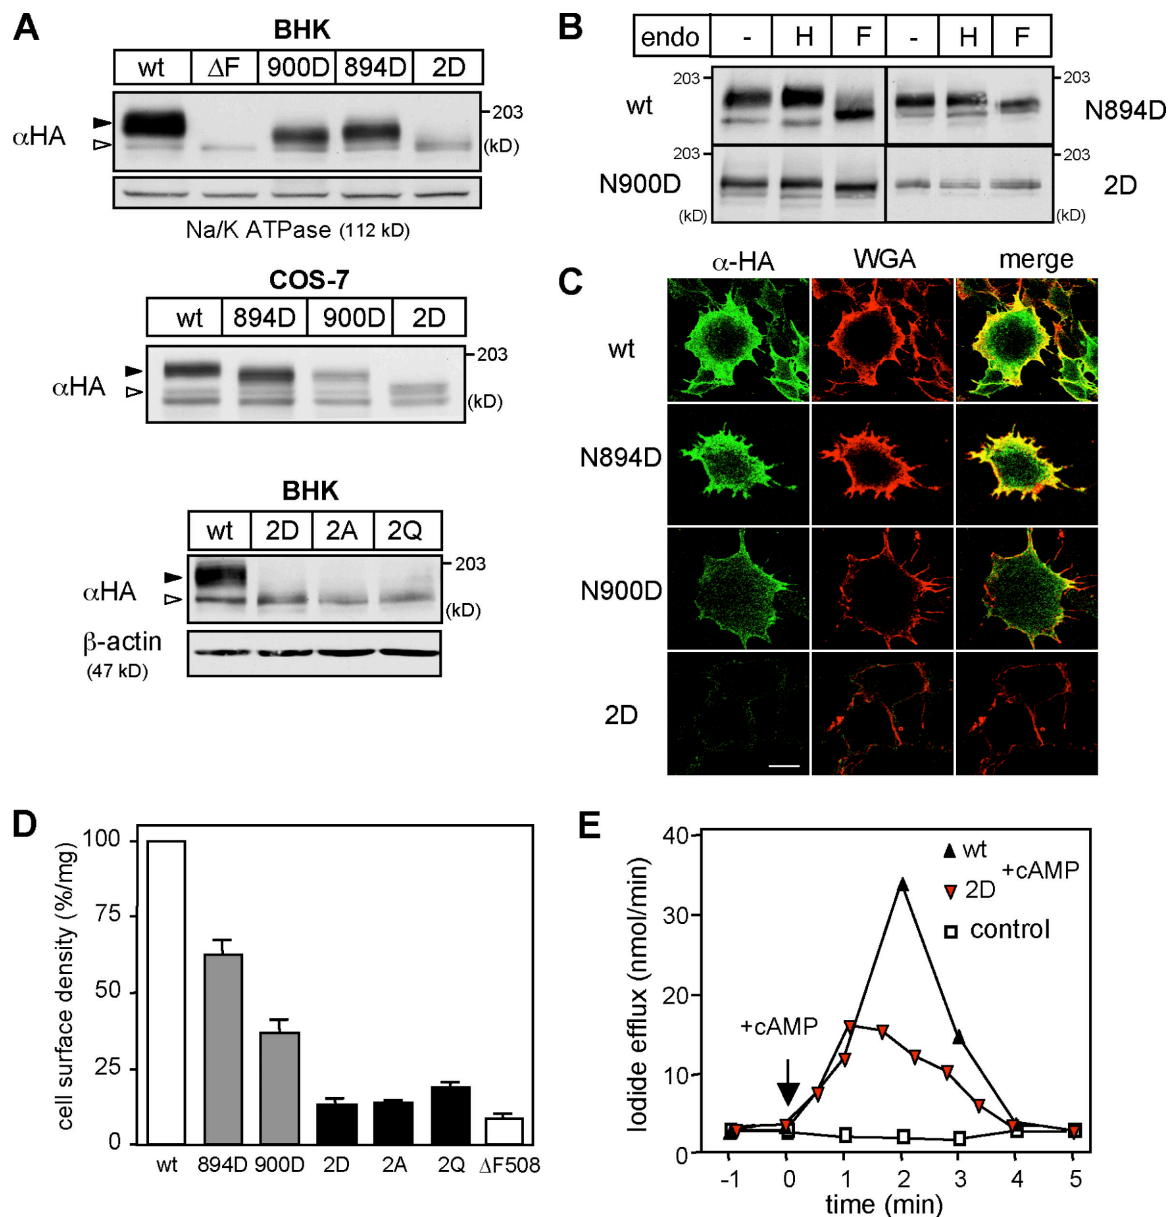 A
BHK
wt ΔF 900D 894D 2D
αHA
203
(kD)
Na/K ATPase (112 kD)
COS-7
wt 894D 900D 2D
αHA
203
(kD)
BHK
wt 2D 2A 2Q
αHA
203
(kD)
β-actin
(47 kD)
B
endo - H F - H F
wt 203 203 N894D
N900D 203 203 2D
(kD) (kD)
C
α-HA WGA merge
wt
N894D
N900D
2D
D
cell surface density (%/mg)
100
75
50
25
0
wt 894D 900D 2D 2A 2Q ΔF508
E
Iodide efflux (nmol/min)
40
30
20
10
0
wt
2D
+cAMP
control
+cAMP
-1 0 1 2 3 4 5
time (min)